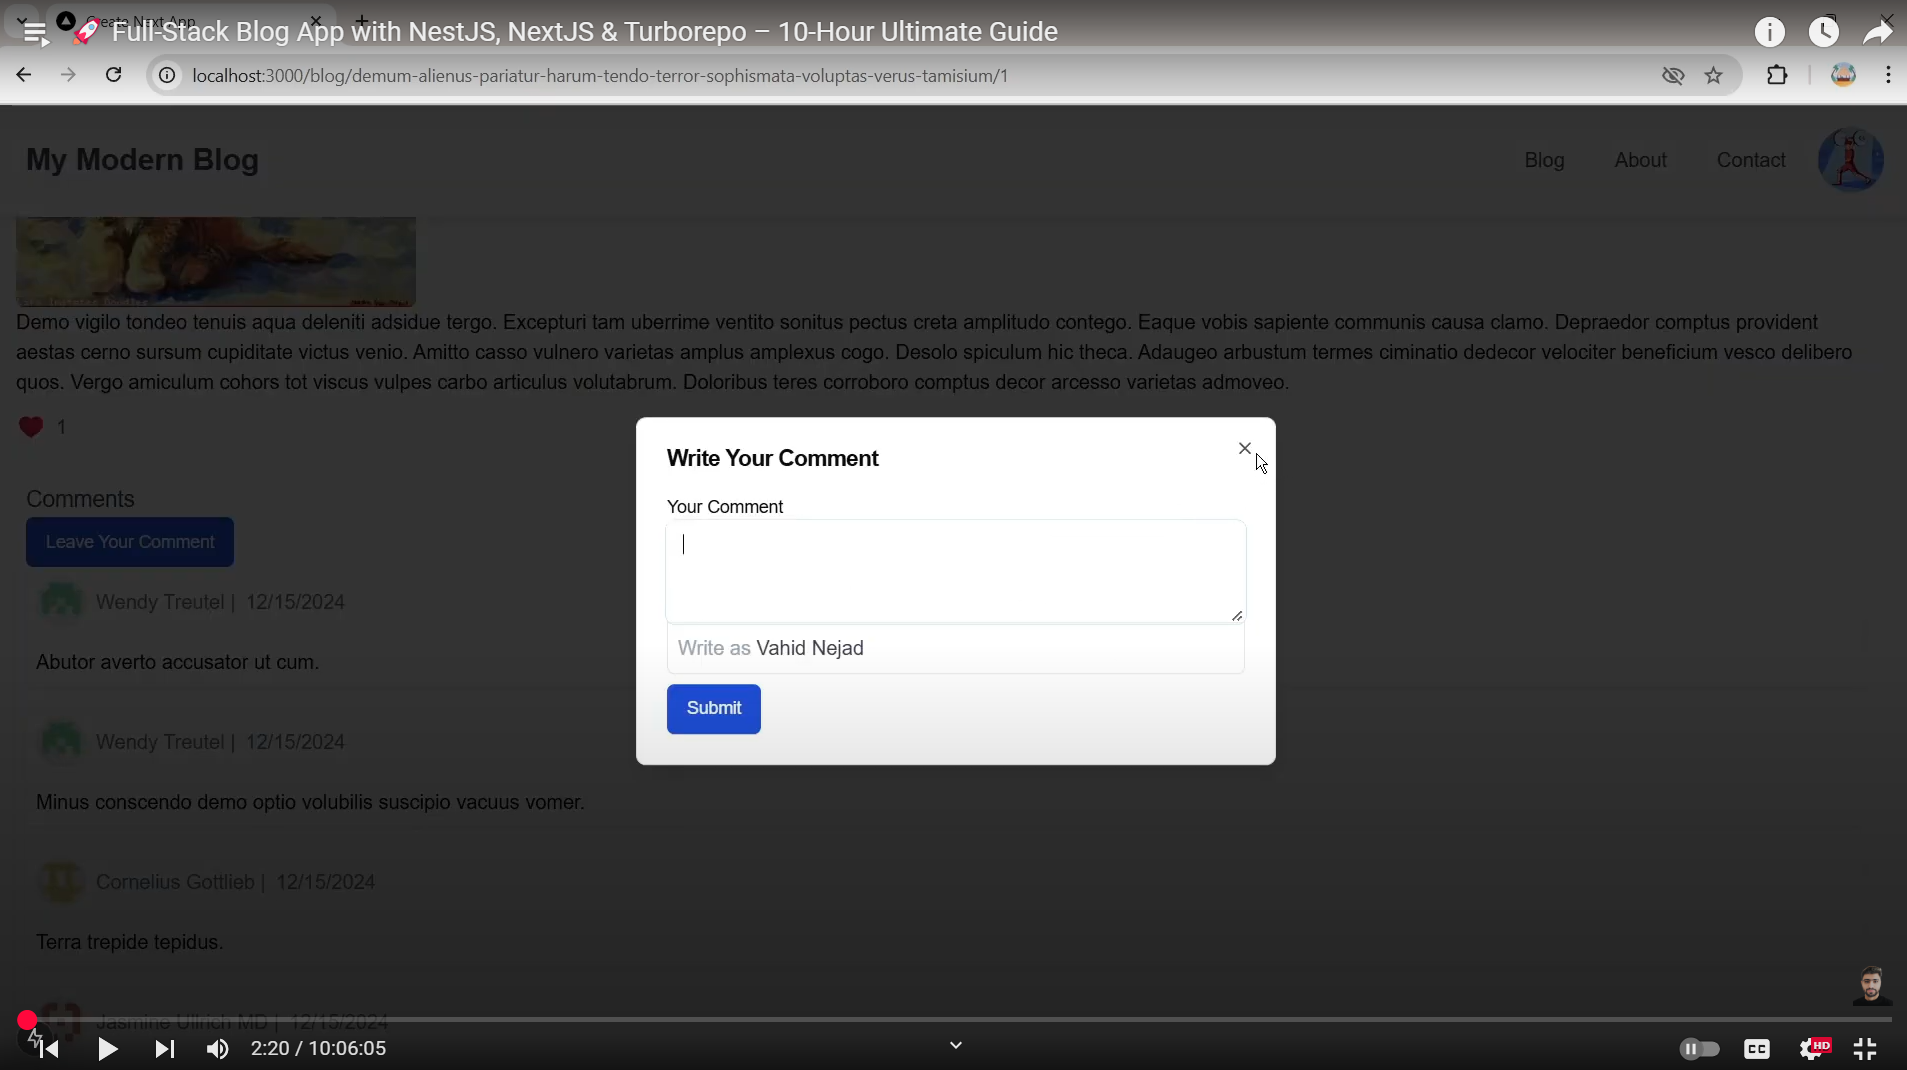 Create Next App
🚀 Full-Stack Blog App with NestJS, NextJS & Turborepo – 10-Hour Ultimate Guide
localhost:3000/blog/demum-alienus-pariatur-harum-tendo-terror-sophismata-voluptas-verus-tamisium/1
My Modern Blog
Blog
About
Contact
Demo vigilo tondeo tenuis aqua deleniti adsidue tergo. Excepturi tam uberrime ventito sonitus pectus creta amplitudo contego. Eaque vobis sapiente communis causa clamo. Depraedor comptus provident
aestas cerno sursum cupiditate victus venio. Amitto casso vulnero varietas amplus amplexus cogo. Desolo spiculum hic theca. Adaugeo arbustum termes ciminatio dedecor velociter beneficium vesco delibero
quos. Vergo amiculum cohors tot viscus vulpes carbo articulus volutabrum. Doloribus teres corroboro comptus decor arcesso varietas admoveo.
1
Write Your Comment
Your Comment
Write as Vahid Nejad
Submit
Comments
Leave Your Comment
Wendy Treutel | 12/15/2024
Abutor averto accusator ut cum.
Wendy Treutel | 12/15/2024
Minus conscendo demo optio volubilis suscipio vacuus vomer.
Cornelius Gottlieb | 12/15/2024
Terra trepide tepidus.
Jasmine Ullrich MD | 12/15/2024
2:20 / 10:06:05
CC
HD